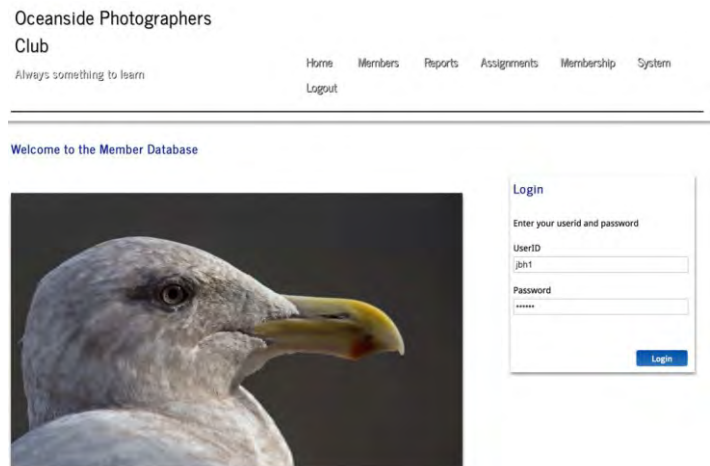 Oceanside Photographers
Club
Always something to learn
Home Members Reports Assignments Membership System
Logout
Welcome to the Member Database
Login
Enter your userid and password
UserID
jbh1
Password
••••••
Login